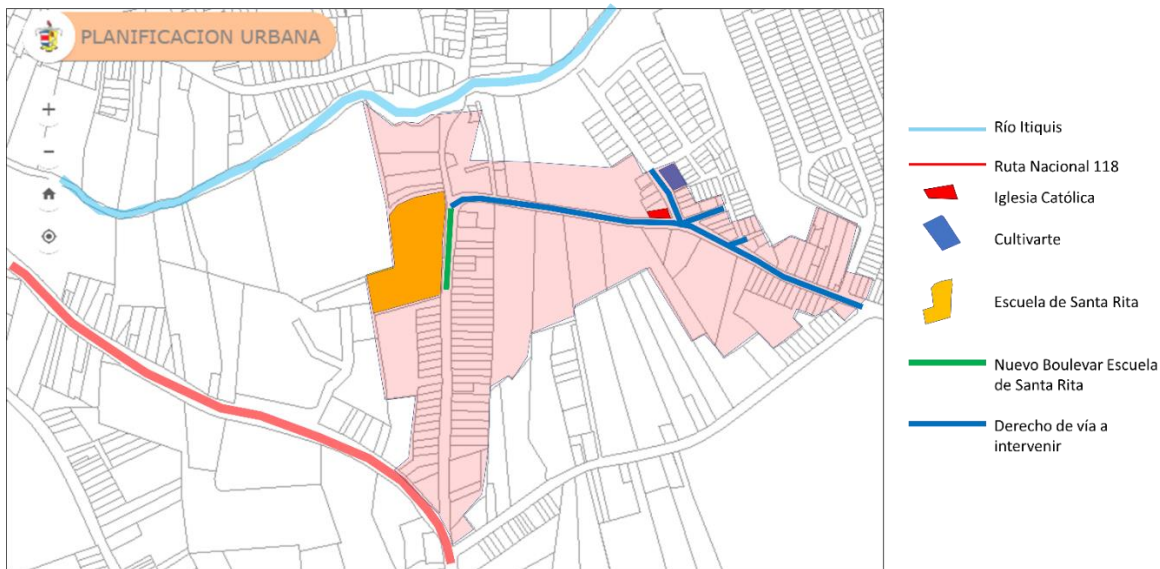 PLANIFICACION URBANA
Río Itiquis
Ruta Nacional 118
Iglesia Católica
Cultivarte
Escuela de Santa Rita
Nuevo Boulevar Escuela
de Santa Rita
Derecho de vía a
intervenir